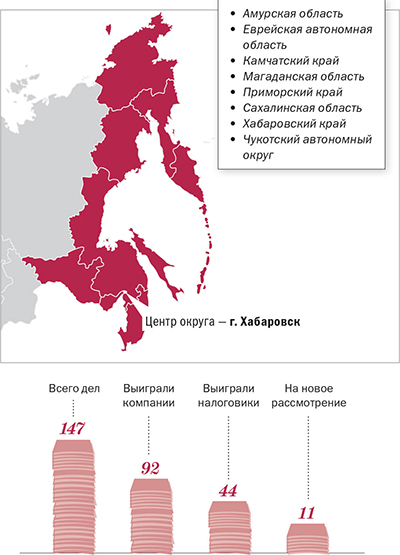 • Амурская область
• Еврейская автономная
область
• Камчатский край
• Магаданская область
• Приморский край
• Сахалинская область
• Хабаровский край
• Чукотский автономный
округ
Центр округа – г. Хабаровск
Всего дел
147
Выиграли
компании
92
Выиграли
налоговики
44
На новое
рассмотрение
11